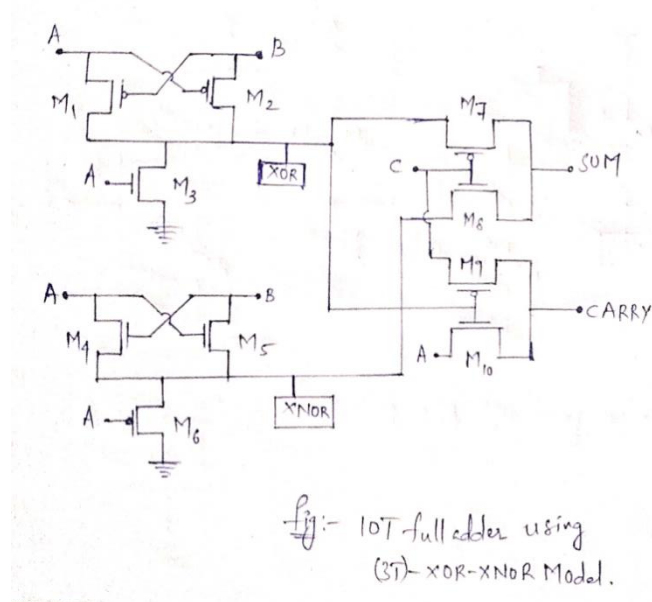 A
B
M1
M2
M7
A
M3
XOR
C
SUM
M8
M9
A
B
M4
M5
CARRY
A
M10
A
M6
XNOR
fig:- 10T full adder using
(3T)-XOR-XNOR Model.